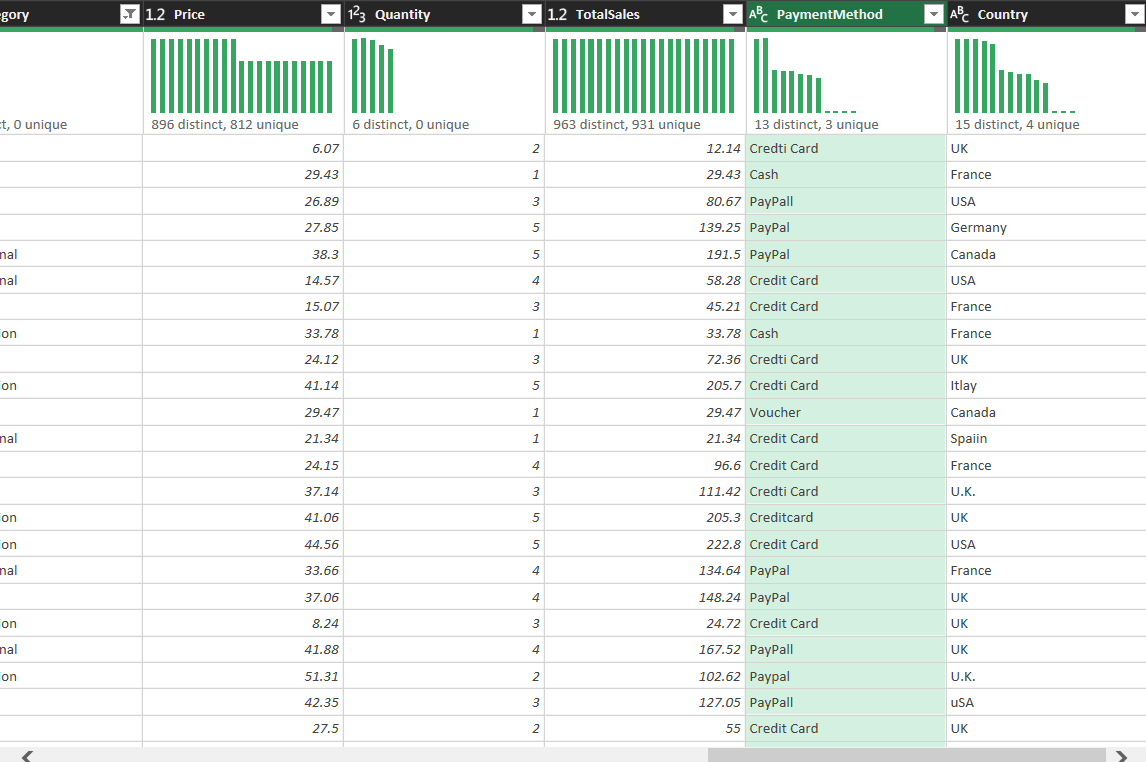 egory 1.2 Price 1²3 Quantity 1.2 TotalSales ABC PaymentMethod ABC Country
ct, 0 unique 896 distinct, 812 unique 6 distinct, 0 unique 963 distinct, 931 unique 13 distinct, 3 unique 15 distinct, 4 unique
6.07 2 12.14 Credti Card UK
29.43 1 29.43 Cash France
26.89 3 80.67 PayPall USA
27.85 5 139.25 PayPal Germany
nal 38.3 5 191.5 PayPal Canada
nal 14.57 4 58.28 Credit Card USA
15.07 3 45.21 Credit Card France
ion 33.78 1 33.78 Cash France
24.12 3 72.36 Credti Card UK
ion 41.14 5 205.7 Credti Card Itlay
29.47 1 29.47 Voucher Canada
nal 21.34 1 21.34 Credit Card Spaiin
24.15 4 96.6 Credit Card France
37.14 3 111.42 Credti Card U.K.
ion 41.06 5 205.3 Creditcard UK
ion 44.56 5 222.8 Credit Card USA
nal 33.66 4 134.64 PayPal France
37.06 4 148.24 PayPal UK
ion 8.24 3 24.72 Credit Card UK
nal 41.88 4 167.52 PayPall UK
ion 51.31 2 102.62 Paypal U.K.
42.35 3 127.05 PayPall uSA
27.5 2 55 Credit Card UK